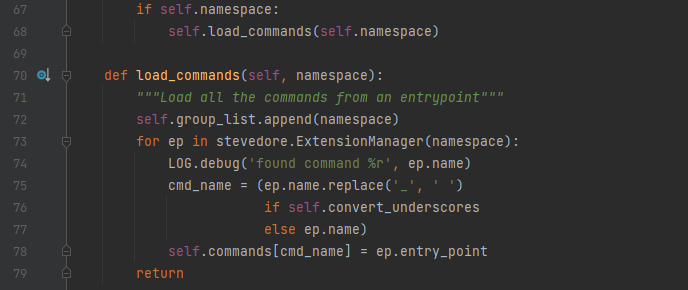 67 if self.namespace:
68 self.load_commands(self.namespace)
69
70 def load_commands(self, namespace):
71 """Load all the commands from an entrypoint"""
72 self.group_list.append(namespace)
73 for ep in stevedore.ExtensionManager(namespace):
74 LOG.debug('found command %r', ep.name)
75 cmd_name = (ep.name.replace('_', ' ')
76 if self.convert_underscores
77 else ep.name)
78 self.commands[cmd_name] = ep.entry_point
79 return